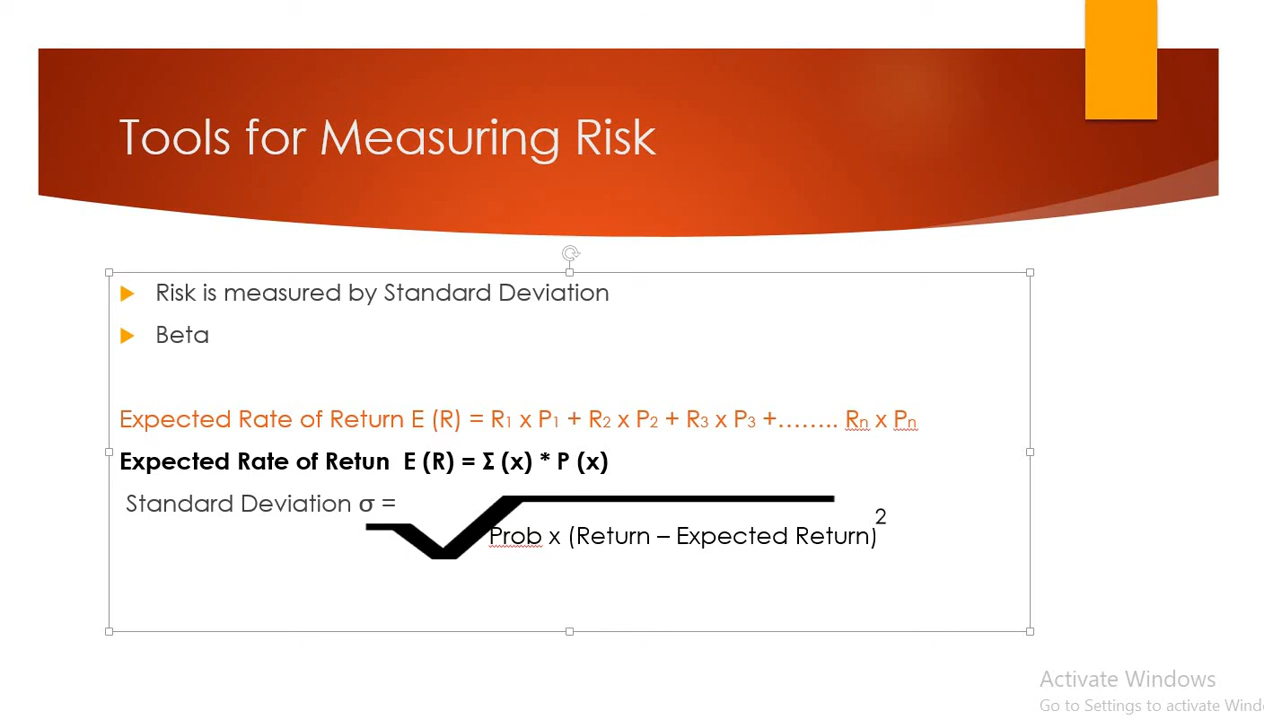 Tools for Measuring Risk
Risk is measured by Standard Deviation
Beta
Expected Rate of Return E (R) = R₁ x P₁ + R₂ x P₂ + R₃ x P₃ +…….. Rₙ x Pₙ
Expected Rate of Retun  E (R) = Σ (x) * P (x)
Standard Deviation σ =
Prob x (Return – Expected Return)²
Activate Windows
Go to Settings to activate Wind